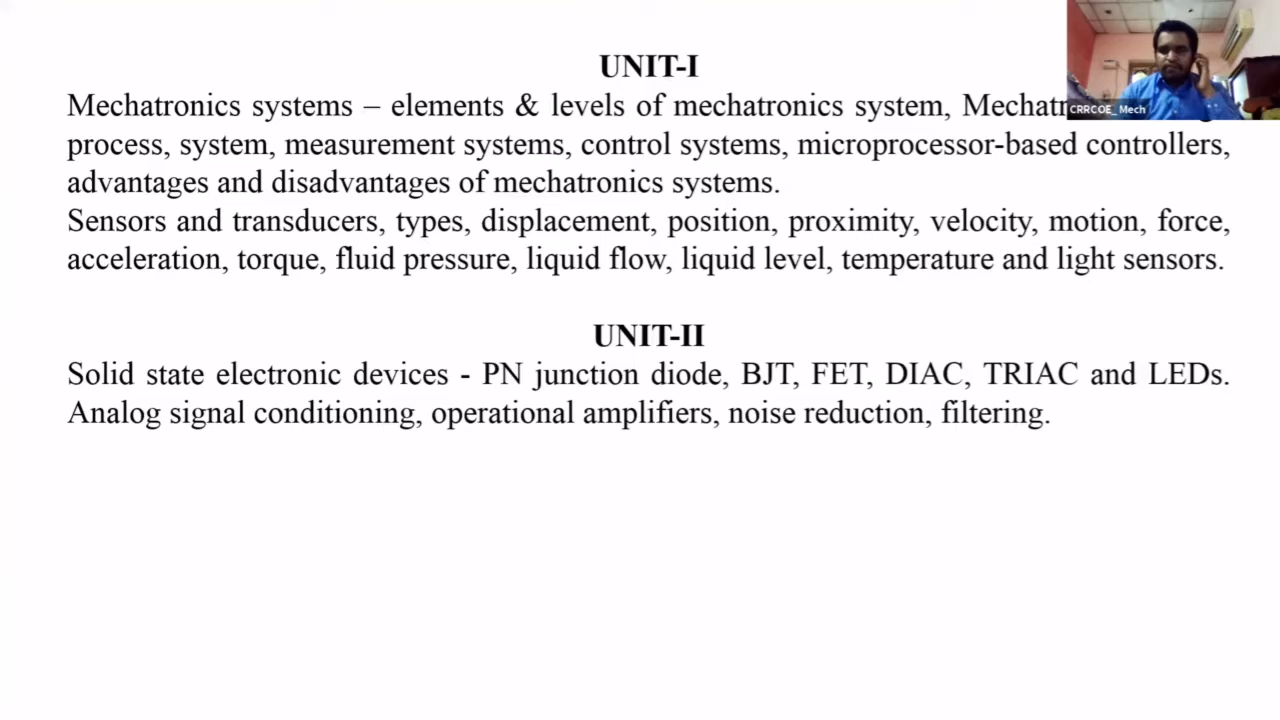 UNIT-I
Mechatronics systems – elements & levels of mechatronics system,
CRRCOE_ Mech
process, system, measurement systems, control systems, microprocessor-based controllers,
advantages and disadvantages of mechatronics systems.
Sensors and transducers, types, displacement, position, proximity, velocity, motion, force,
acceleration, torque, fluid pressure, liquid flow, liquid level, temperature and light sensors.
UNIT-II
Solid state electronic devices - PN junction diode, BJT, FET, DIAC, TRIAC and LEDs.
Analog signal conditioning, operational amplifiers, noise reduction, filtering.